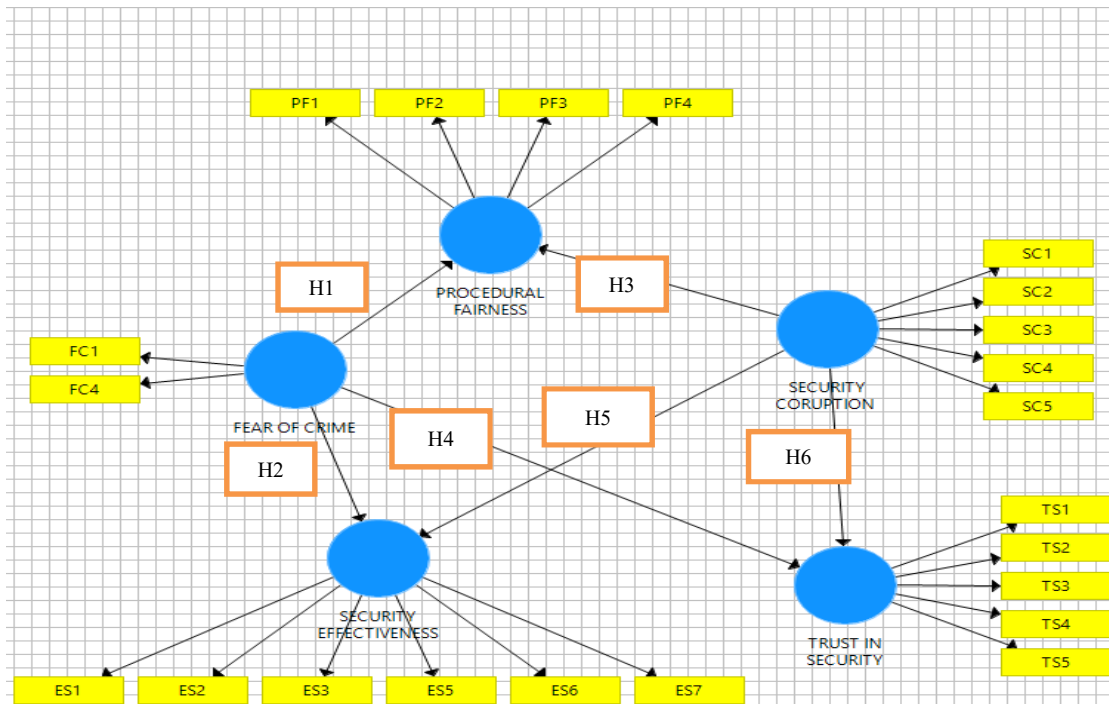 PF1
PF2
PF3
PF4
H1
H3
PROCEDURAL
FAIRNESS
SC1
SC2
SC3
SC4
SC5
FC1
FC4
FEAR OF CRIME
SECURITY
CORUPTION
H2
H4
H5
H6
TS1
TS2
TS3
TS4
TS5
SECURITY
EFFECTIVENESS
TRUST IN
SECURITY
ES1
ES2
ES3
ES5
ES6
ES7